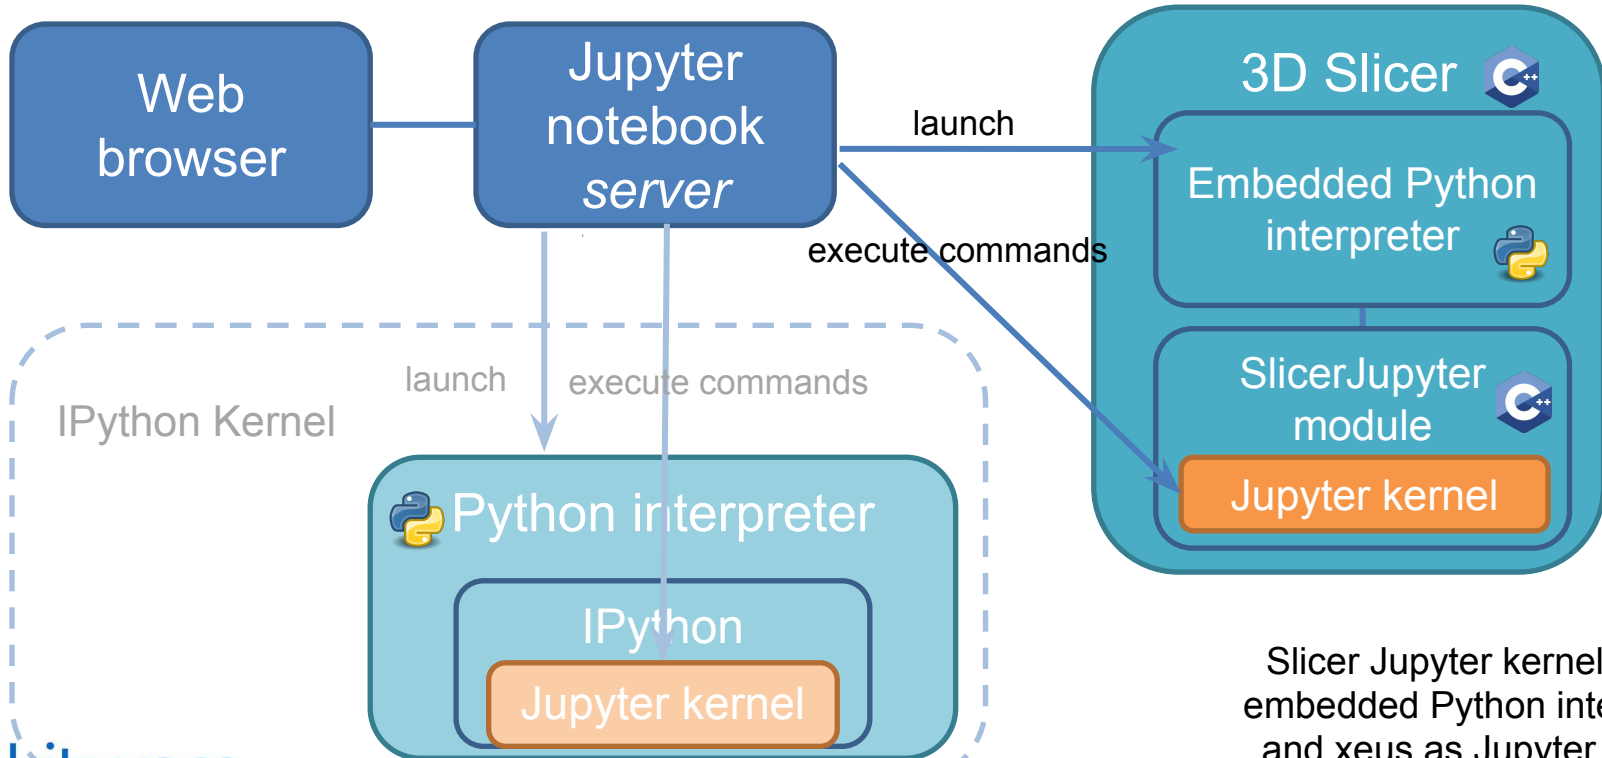 Web
browser
Jupyter
notebook
server
launch
execute commands
3D Slicer
C++
Embedded Python
interpreter
SlicerJupyter
module
C++
Jupyter kernel
launch
execute commands
IPython Kernel
Python interpreter
IPython
Jupyter kernel
Slicer Jupyter kernel
embedded Python
and xeus as Jupyter